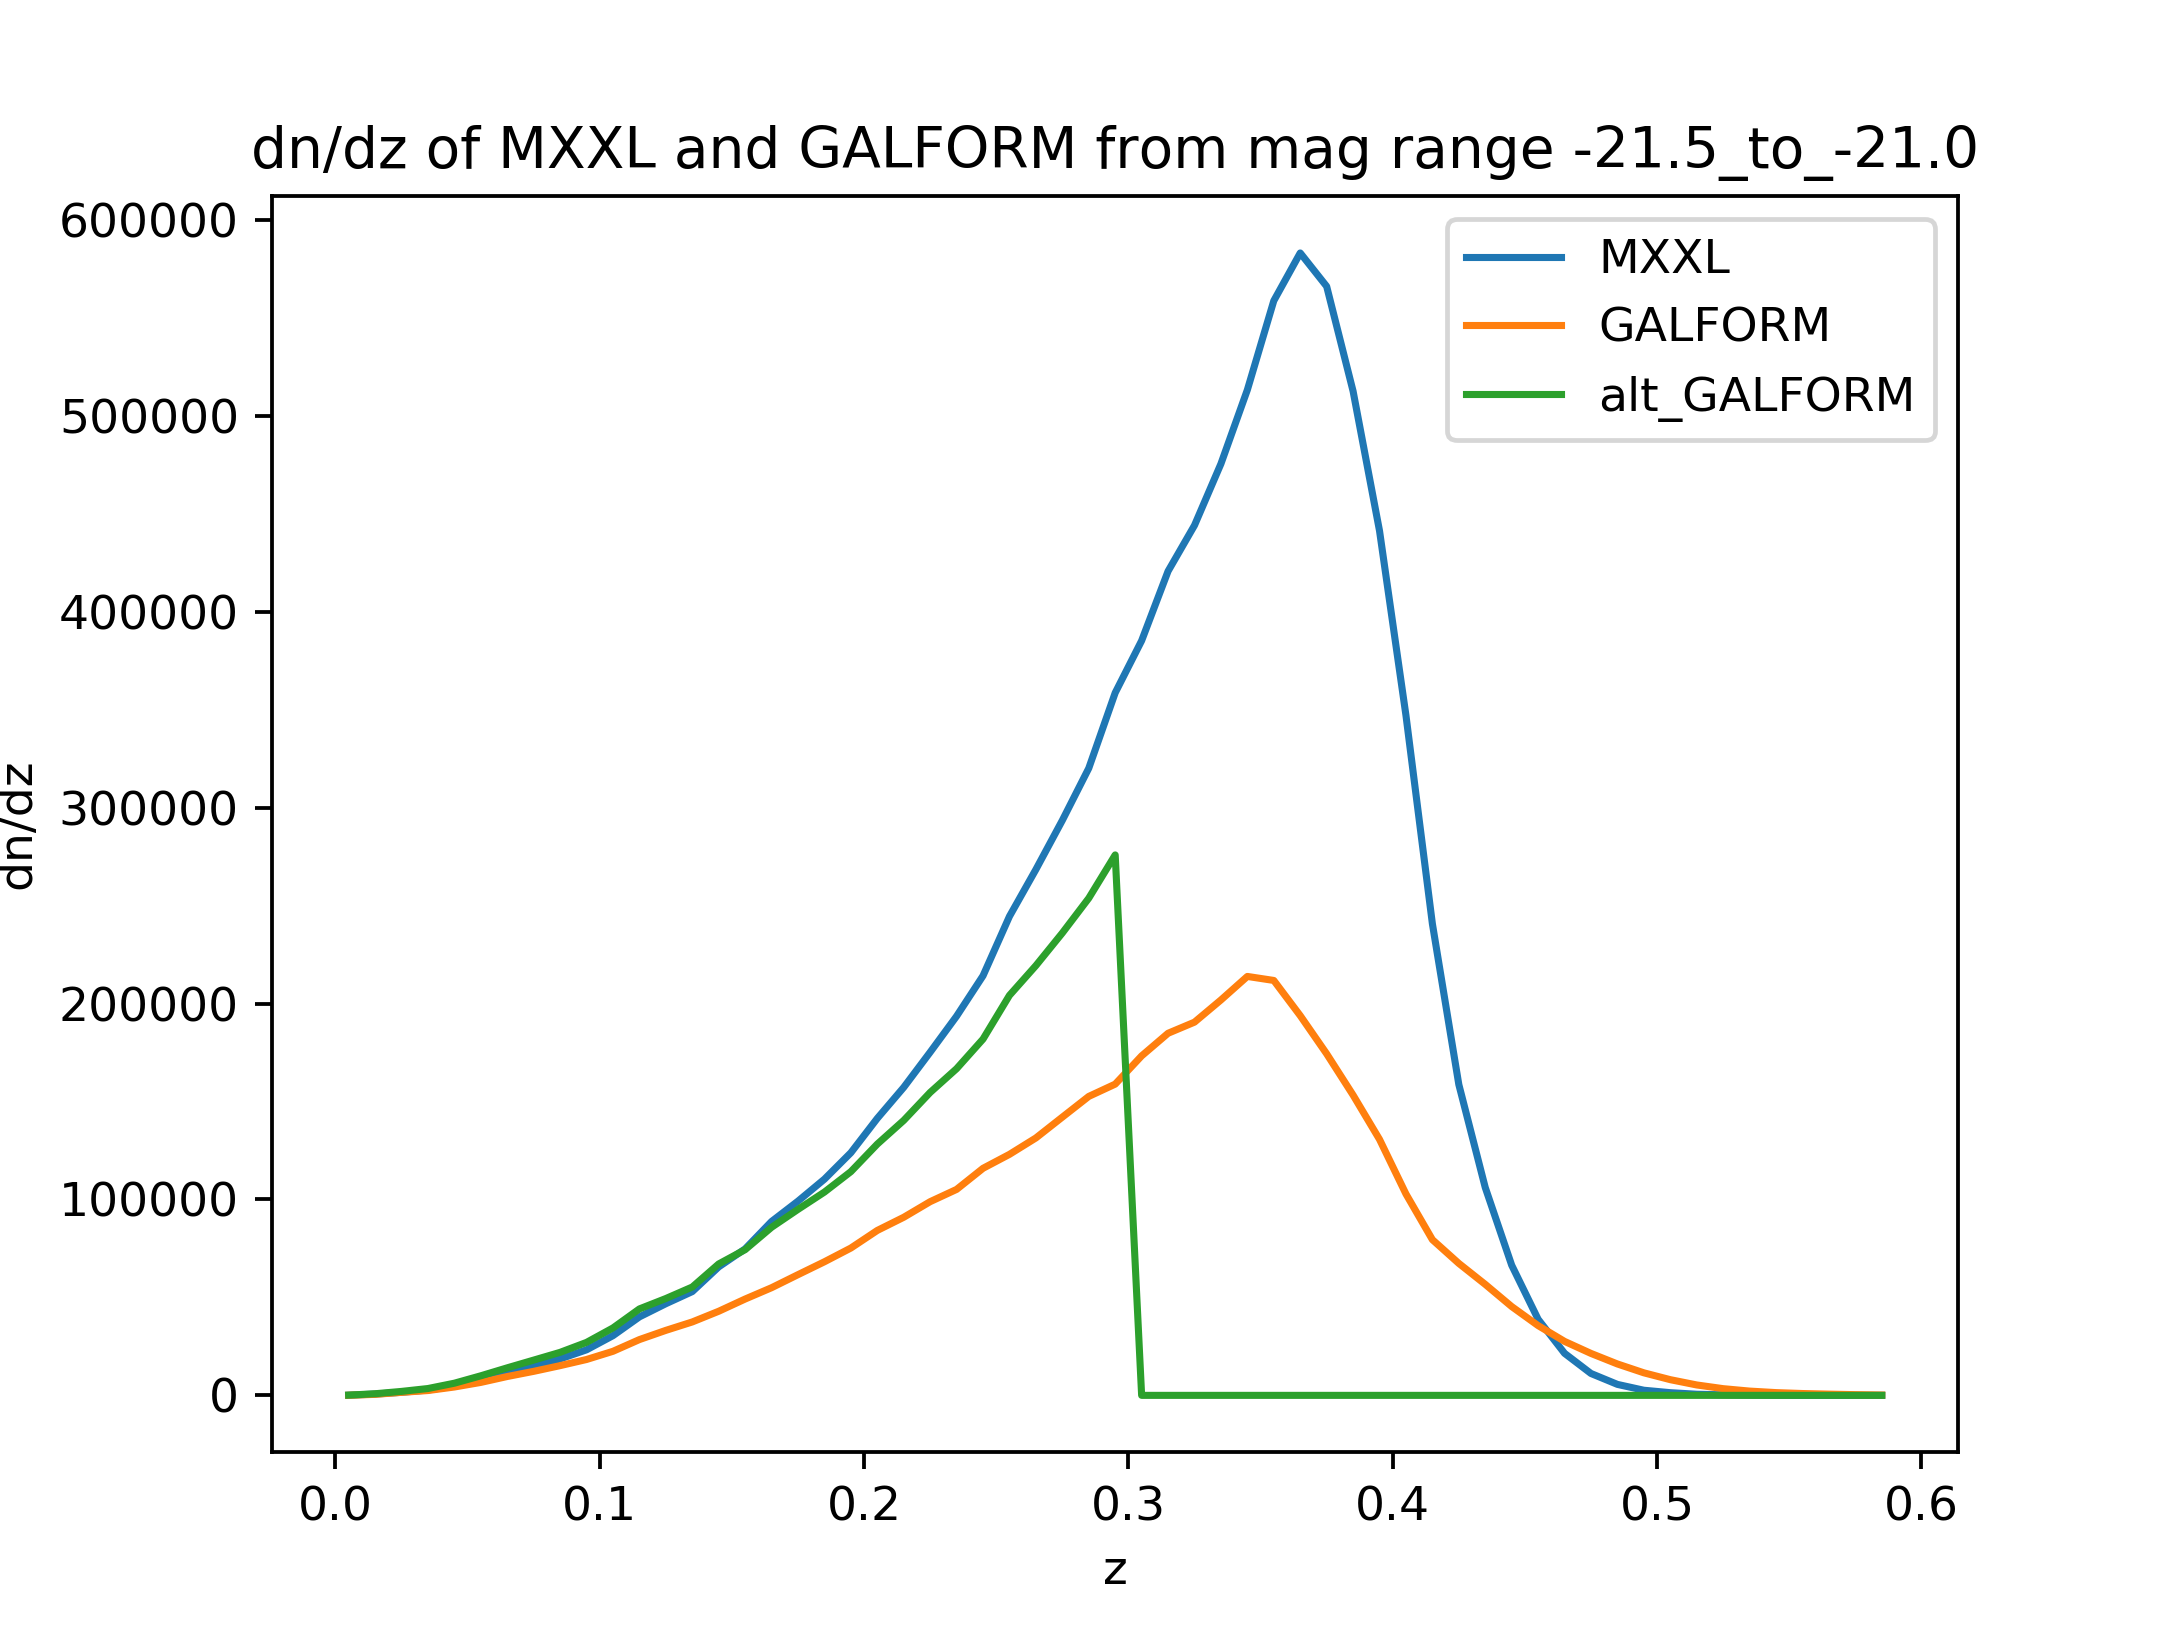 dn/dz of MXXL and GALFORM from mag range -21.5_to_-21.0
600000
500000
400000
300000
200000
100000
0
dn/dz
MXXL
GALFORM
alt_GALFORM
0.0 0.1 0.2 0.3 0.4 0.5 0.6
z